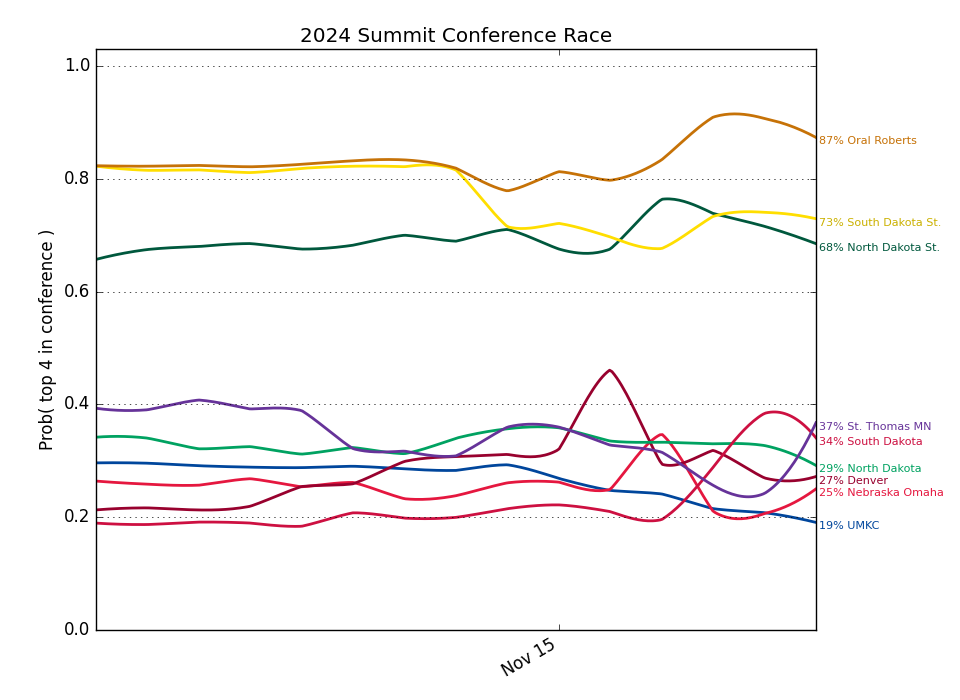 2024 Summit Conference Race
Prob( top 4 in conference )
1.0
0.8
0.6
0.4
0.2
0.0
Nov 15
87% Oral Roberts
73% South Dakota St.
68% North Dakota St.
37% St. Thomas MN
34% South Dakota
29% North Dakota
27% Denver
25% Nebraska Omaha
19% UMKC